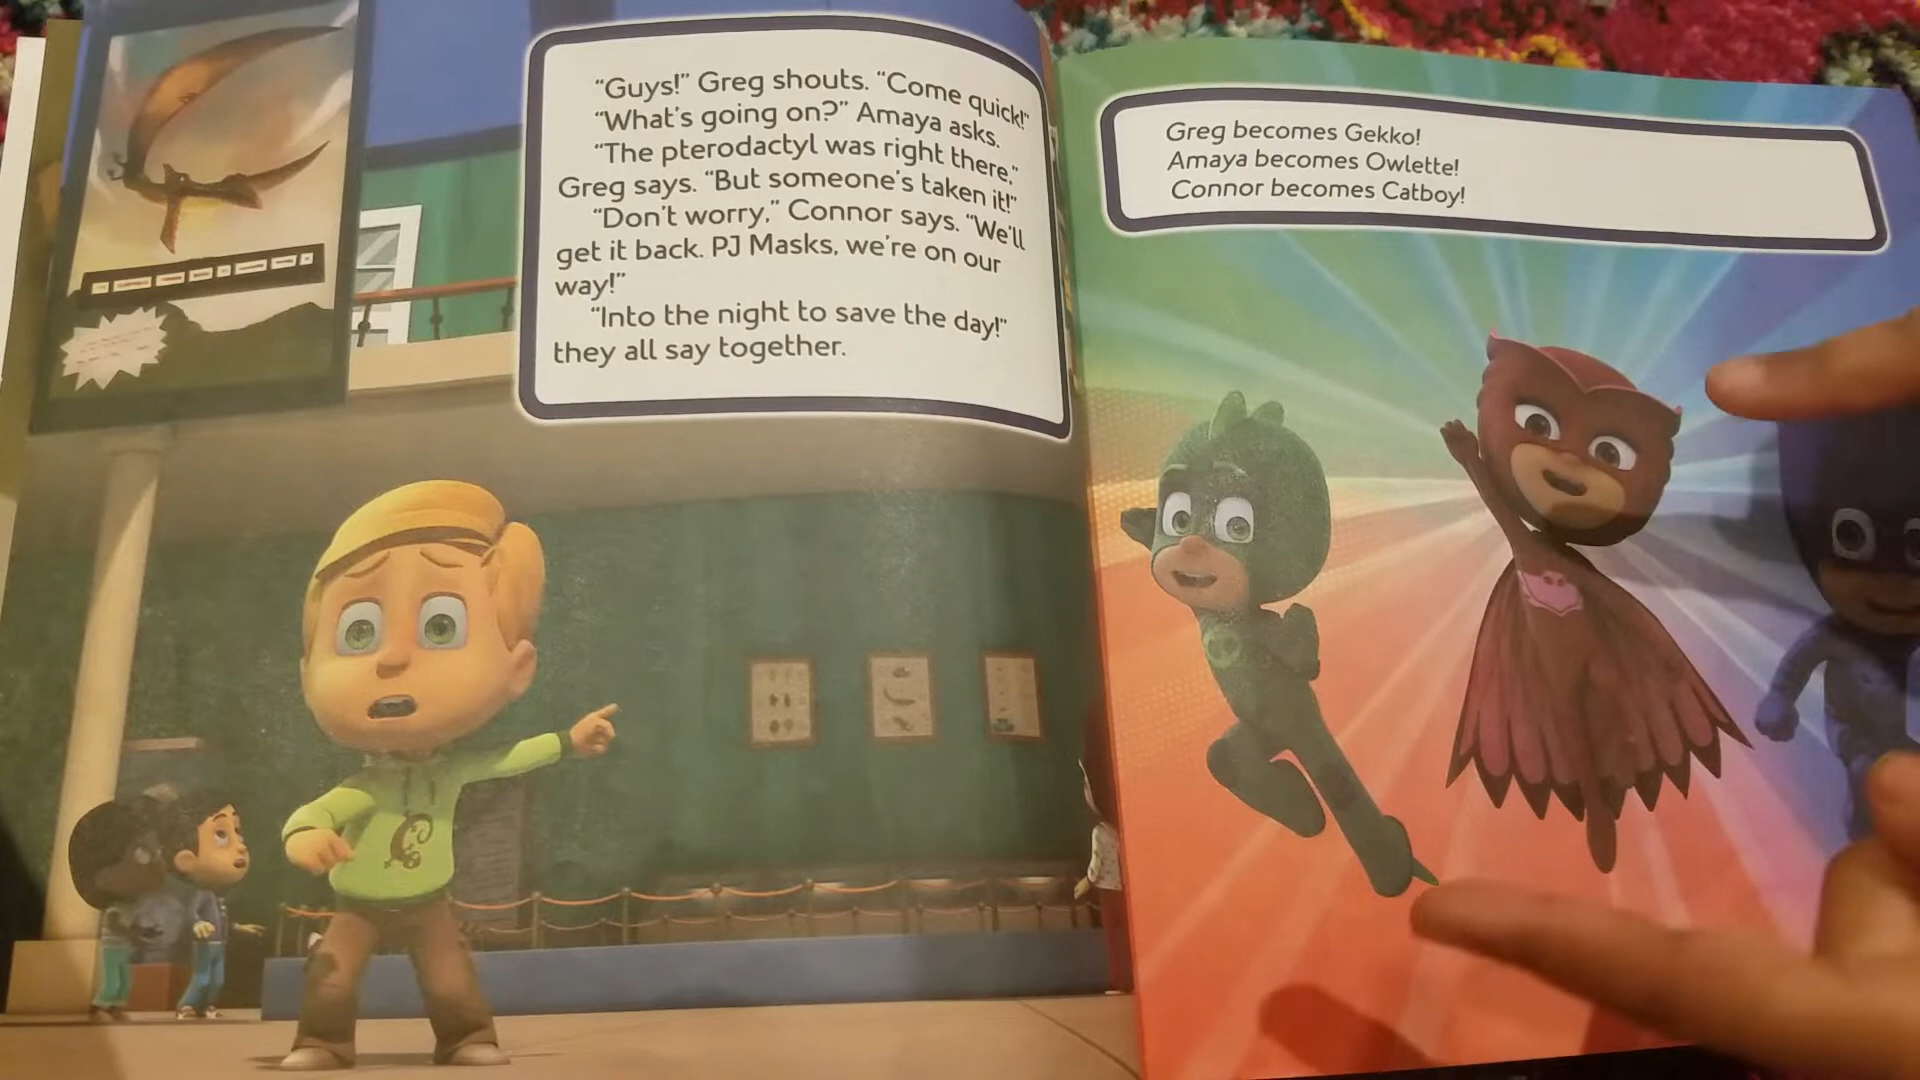 “Guys!” Greg shouts. “Come quick!”
“What’s going on?” Amaya asks.
“The pterodactyl was right there,”
Greg says. “But someone’s taken it!”
“Don’t worry,” Connor says. “We’ll
get it back. PJ Masks, we’re on our
way!”
“Into the night to save the day!”
they all say together.
Greg becomes Gekko!
Amaya becomes Owlette!
Connor becomes Catboy!